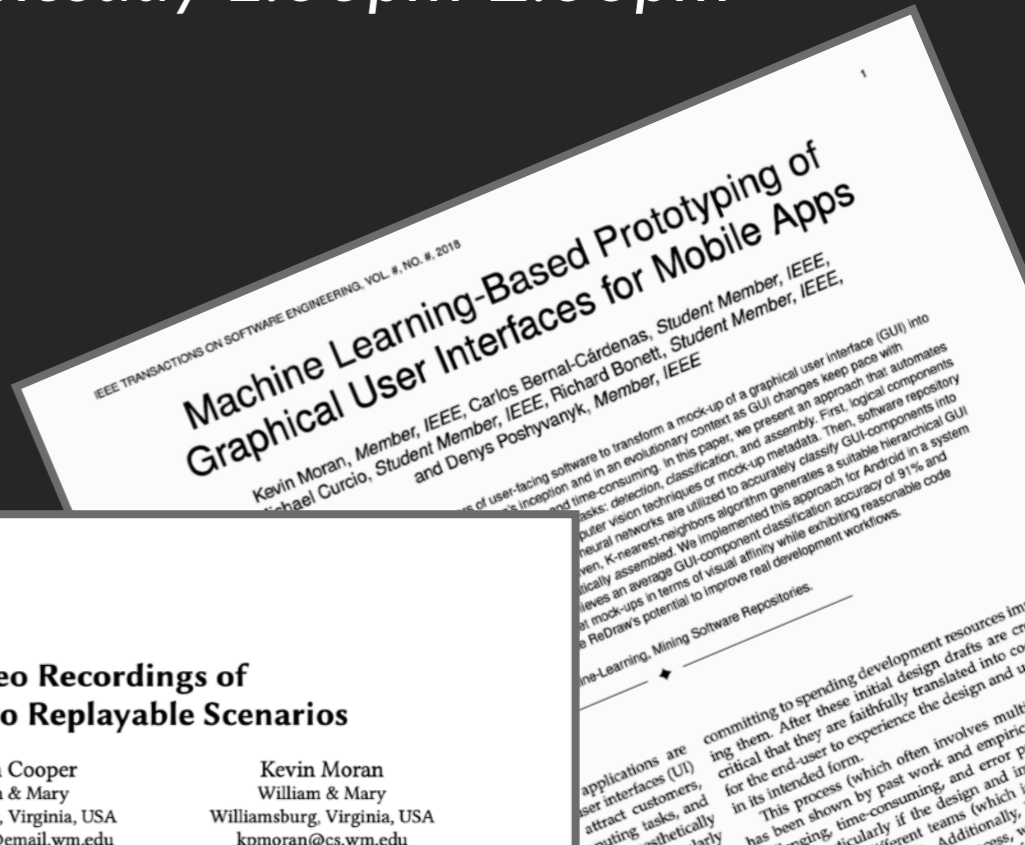 IEEE TRANSACTIONS ON SOFTWARE ENGINEERING, VOL. #, NO. #, 2018
1
Machine Learning-Based Prototyping of
Graphical User Interfaces for Mobile Apps
Kevin Moran, Member, IEEE, Carlos Bernal-Cárdenas, Student Member, IEEE,
Curcio, Student Member, IEEE, Richard Bonett, Student Member, IEEE,
and Denys Poshyvanyk, Member, IEEE
of user-facing software to transform a mock-up of a graphical user interface (GUI) into
inception and in an evolutionary context as GUI changes keep pace with
and time-consuming. In this paper, we present an approach that automates
tasks: detection, classification, and assembly. First, logical components
vision techniques or mock-up metadata. Then, software repository
neural networks are utilized to accurately classify GUI-components into
K-nearest-neighbors algorithm generates a suitable hierarchical GUI
assembled. We implemented this approach for Android in a system
an average GUI-component classification accuracy of 91% and
mock-ups in terms of visual affinity while exhibiting reasonable code
ReDraw's potential to improve real development workflows.
Mining Software Repositories.
committing to spending development resources
ing them. After these initial design drafts are
critical that they are faithfully translated into
for the end-user to experience the design and
in its intended form.
This process (which often involves
has been shown by past work and
time-consuming, and error
if the design and
teams (which
Additionally,
applications are
interfaces (UI)
attract customers,
tasks, and
Recordings of
Replayable Scenarios
Cooper
& Mary
Virginia, USA
Kevin Moran
William & Mary
Williamsburg, Virginia, USA
kpmoran@cs.wm.edu